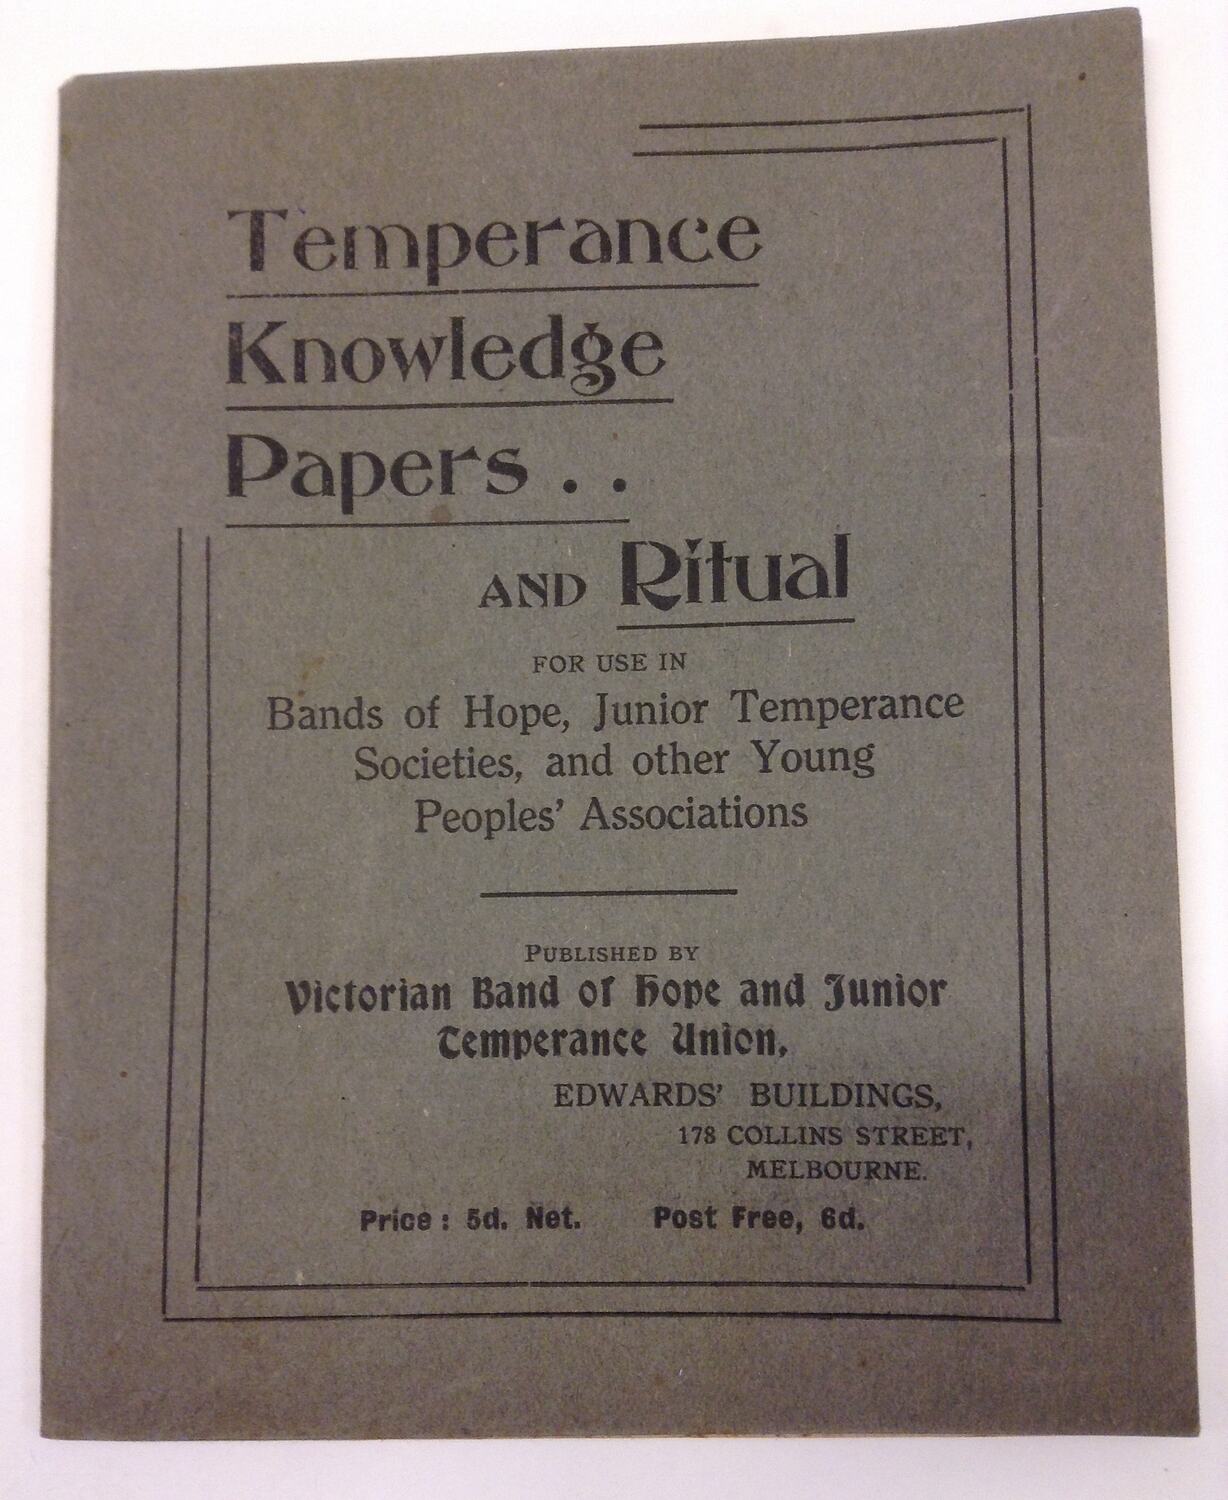 Temperance
Knowledge
Papers . .
AND Ritual
FOR USE IN
Bands of Hope, Junior Temperance
Societies, and other Young
Peoples' Associations
PUBLISHED BY
Victorian Band of Hope and Junior
Temperance Union,
EDWARDS' BUILDINGS,
178 COLLINS STREET,
MELBOURNE.
Price : 5d. Net. Post Free, 6d.